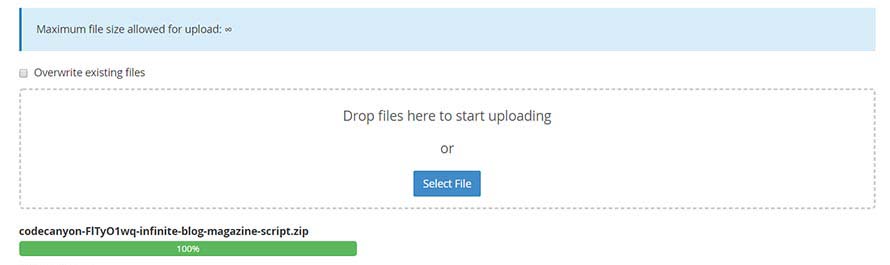 Maximum file size allowed for upload: ∞
Overwrite existing files
Drop files here to start uploading
or
Select File
codecanyon-FlTyO1wq-infinite-blog-magazine-script.zip
100%